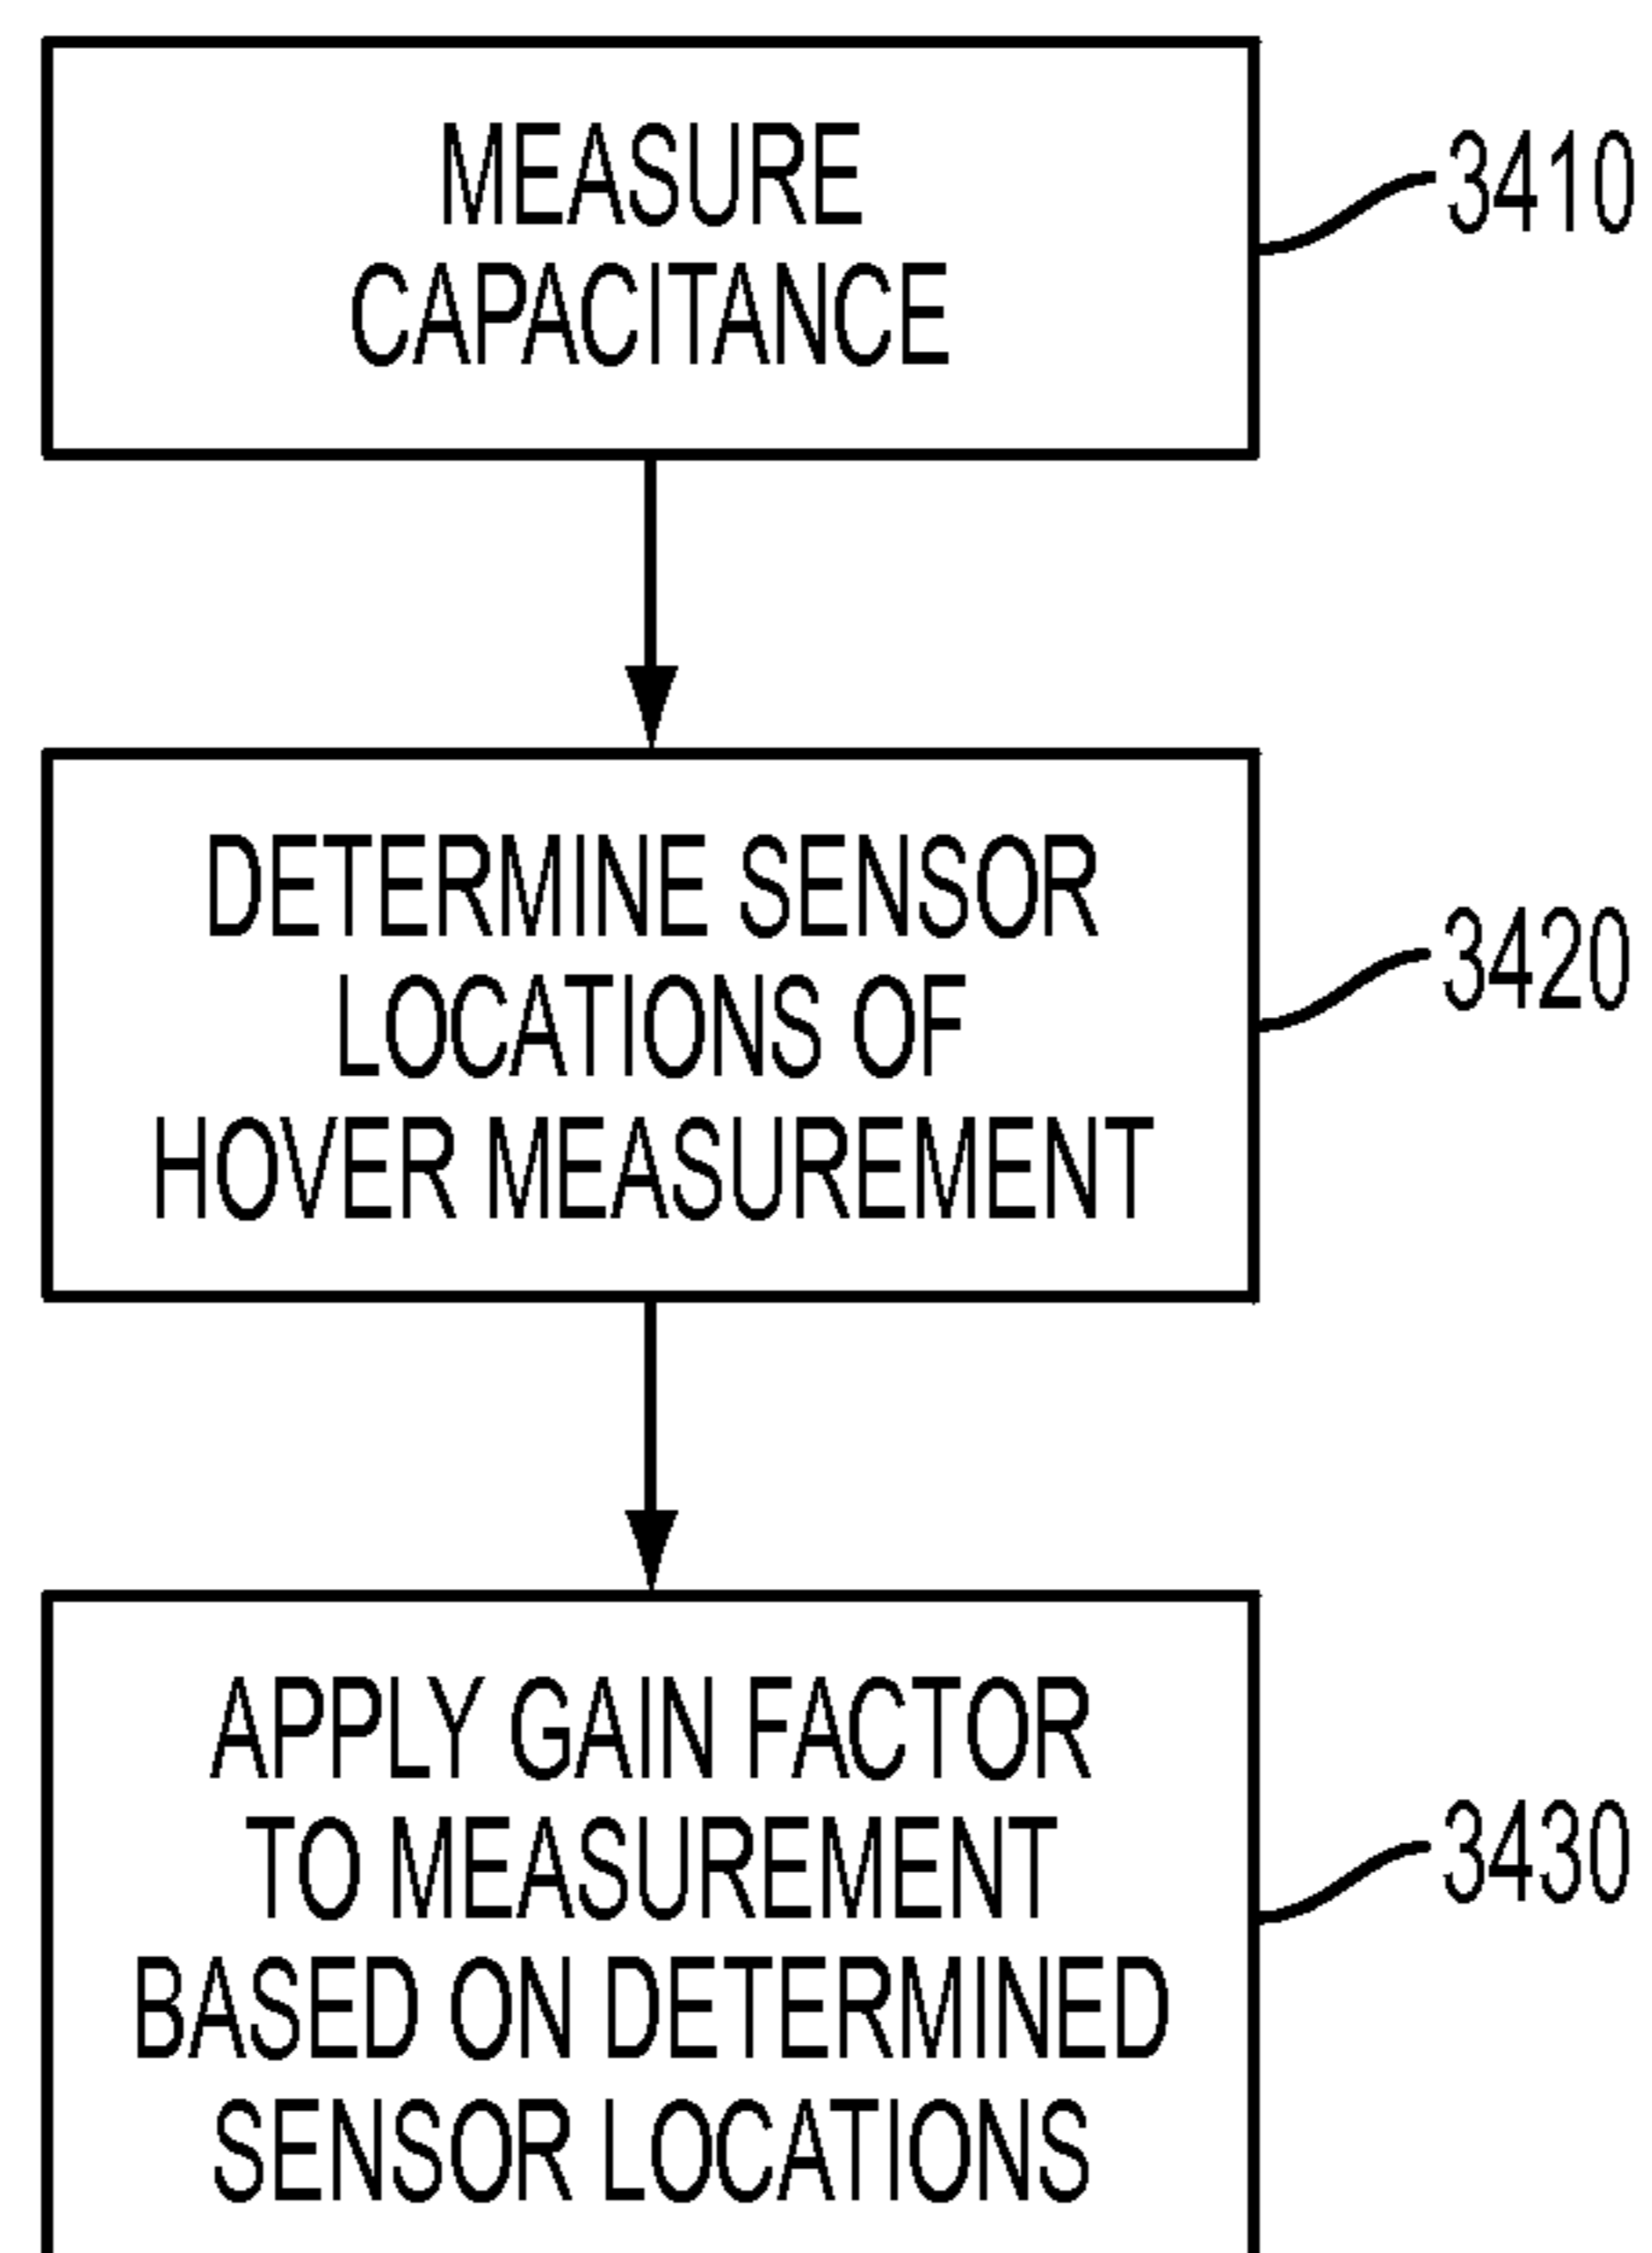 MEASURE
CAPACITANCE
3410
DETERMINE SENSOR
LOCATIONS OF
HOVER MEASUREMENT
3420
APPLY GAIN FACTOR
TO MEASUREMENT
BASED ON DETERMINED
SENSOR LOCATIONS
3430